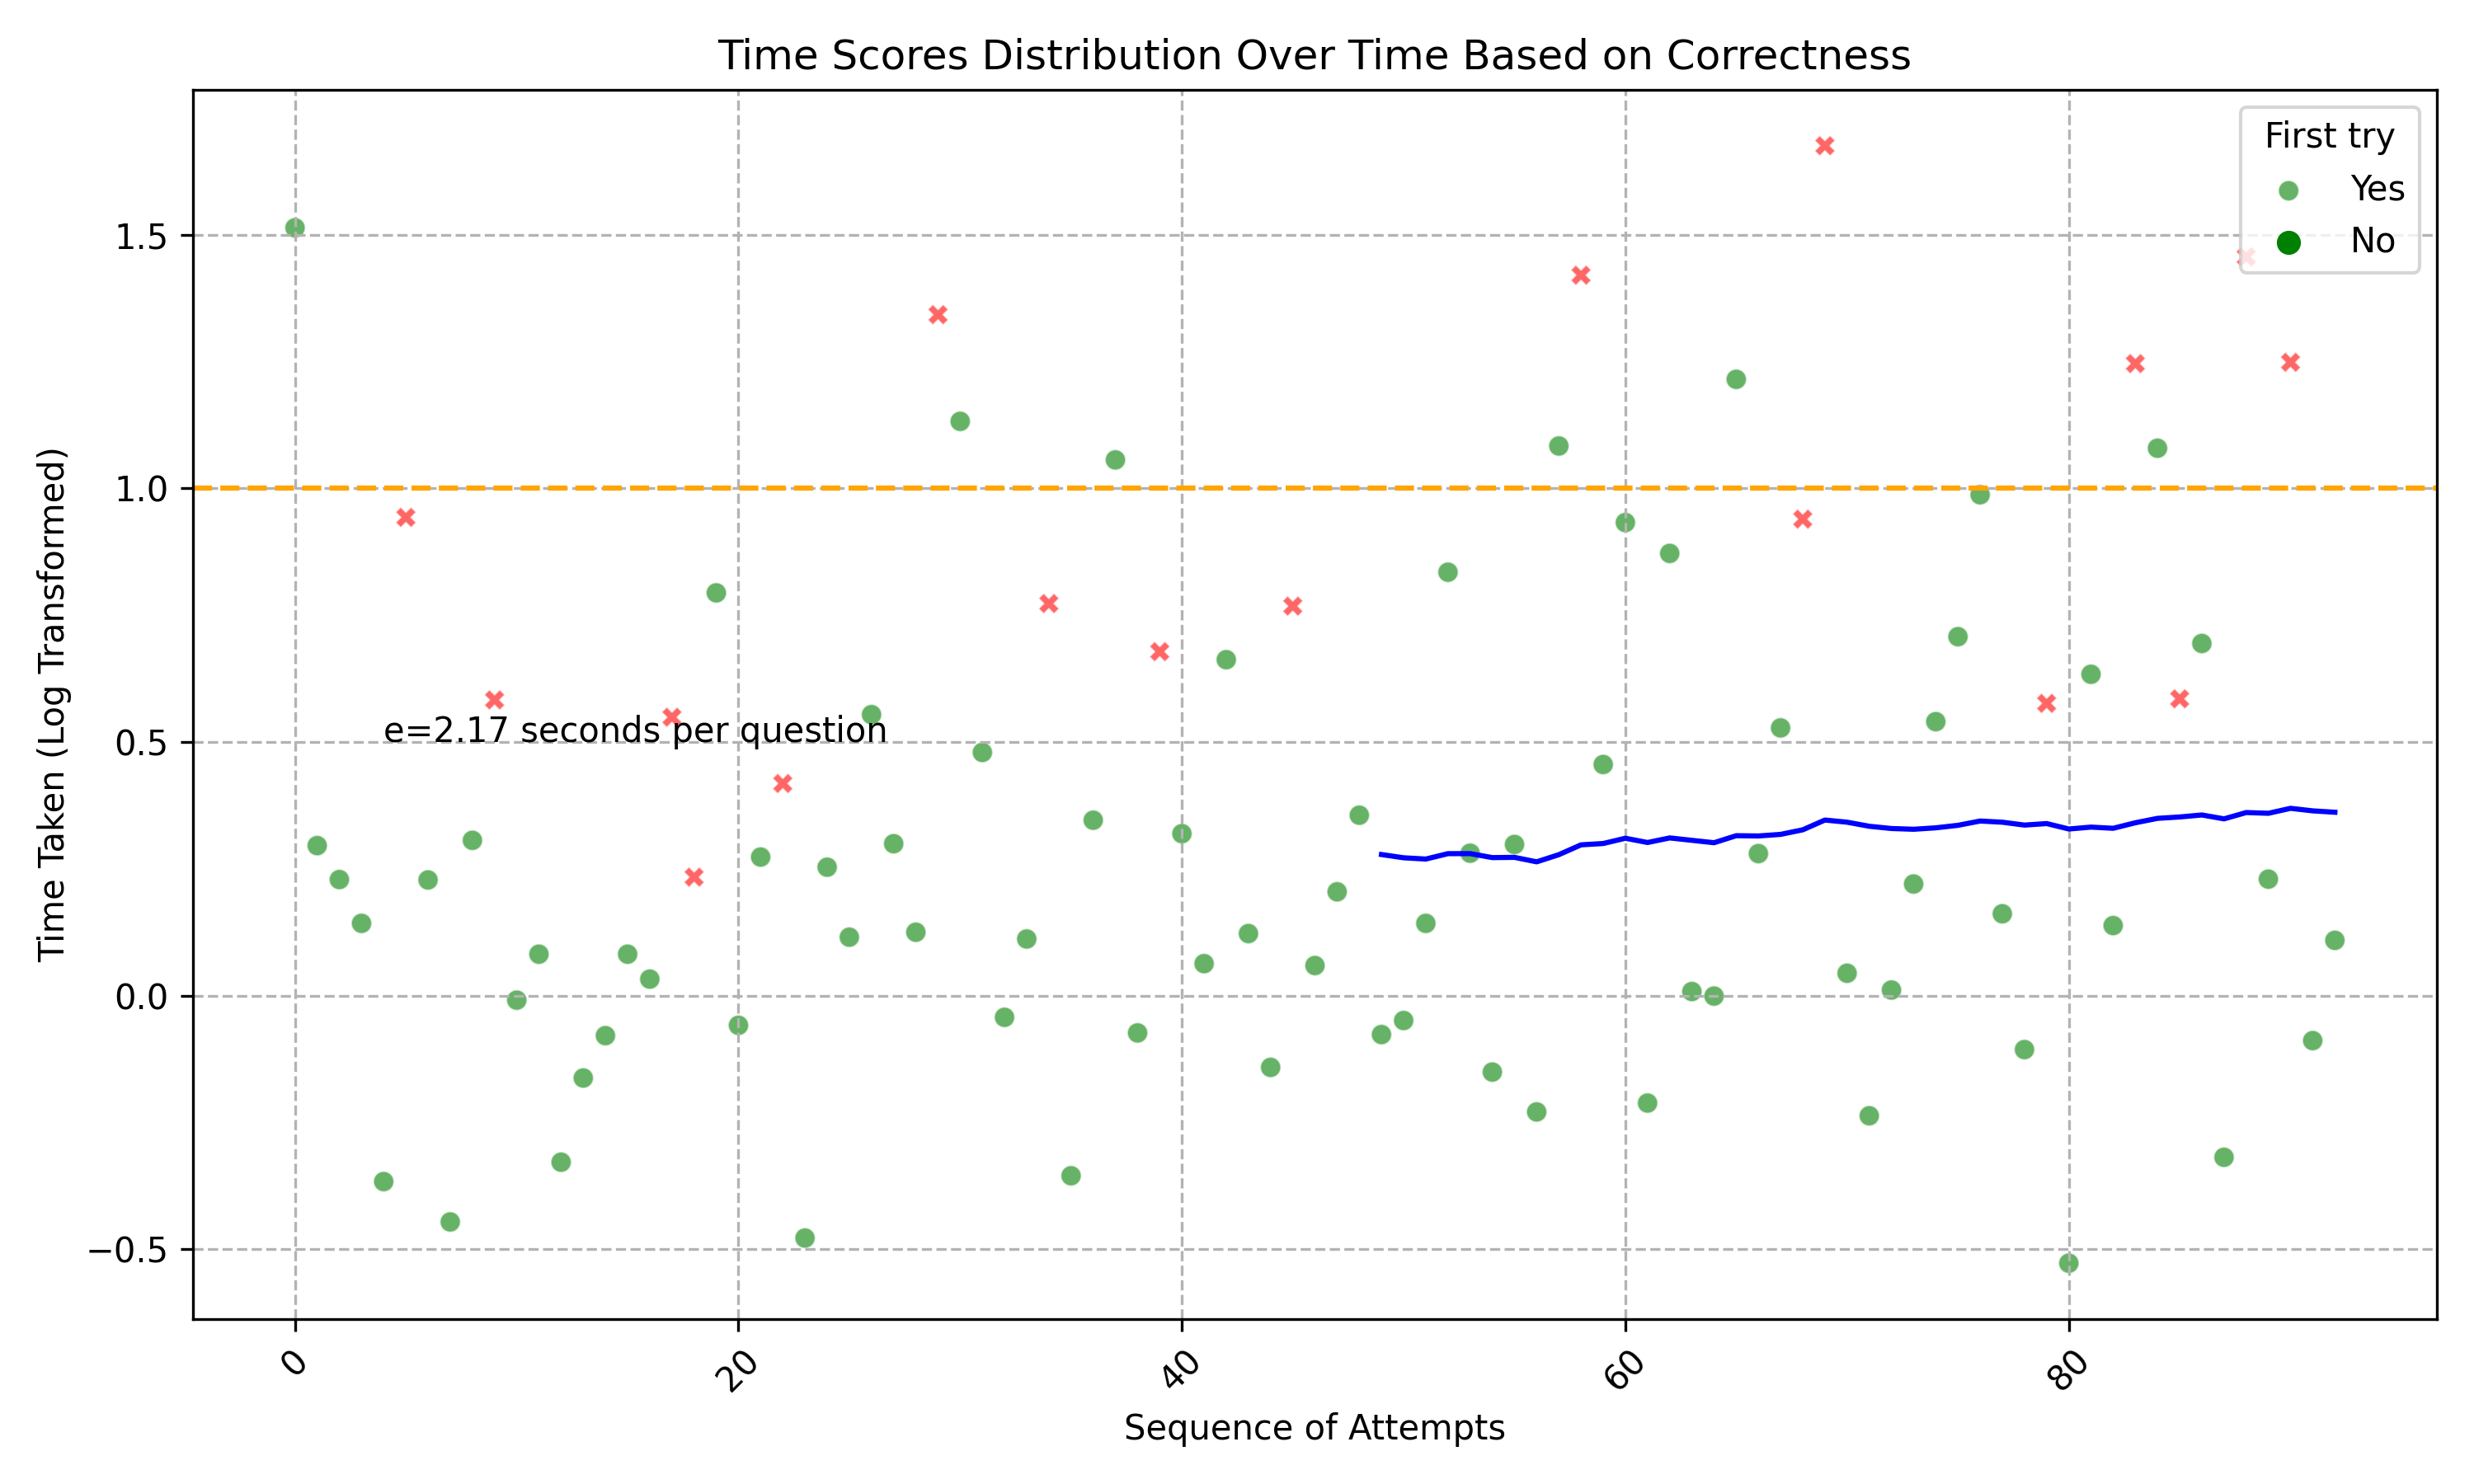 Time Scores Distribution Over Time Based on Correctness
First try
Yes
No
1.5
1.0
0.5
0.0
−0.5
Time Taken (Log Transformed)
e=2.17 seconds per question
0
20
40
60
80
Sequence of Attempts